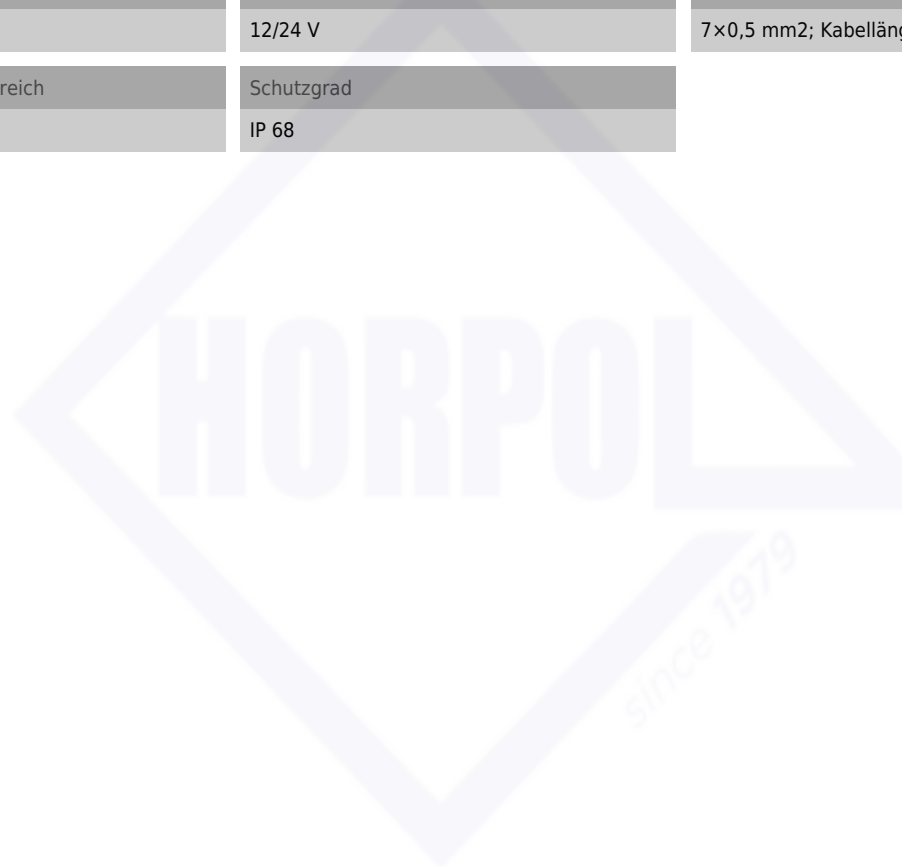 12/24 V
7×0,5 mm2; Kabelläng
reich
Schutzgrad
IP 68
HORPOL
since 1979